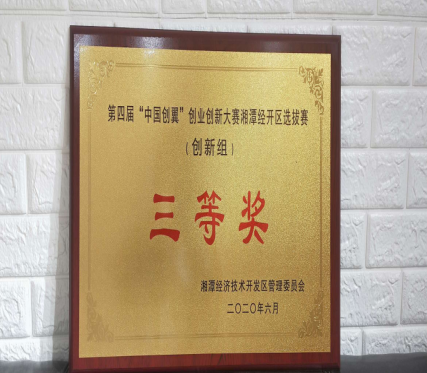 第四届“中国创翼”创业创新大赛湘潭经开区选拔赛
（创新组）
三等奖
湘潭经济技术开发区管理委员会
二〇二〇年六月